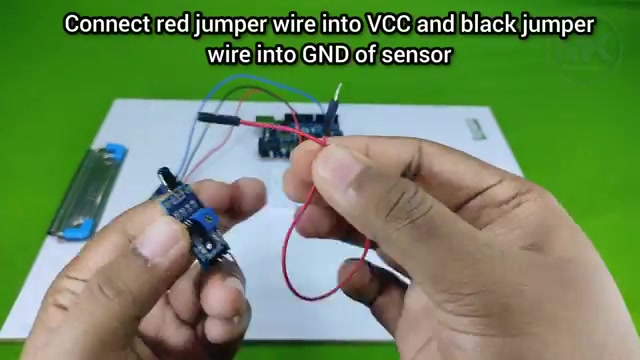 Connect red jumper wire into VCC and black jumper
wire into GND of sensor